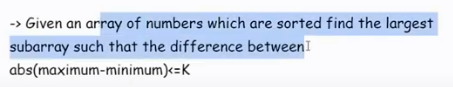 -> Given an array of numbers which are sorted find the largest
subarray such that the difference between
abs(maximum-minimum)<=K